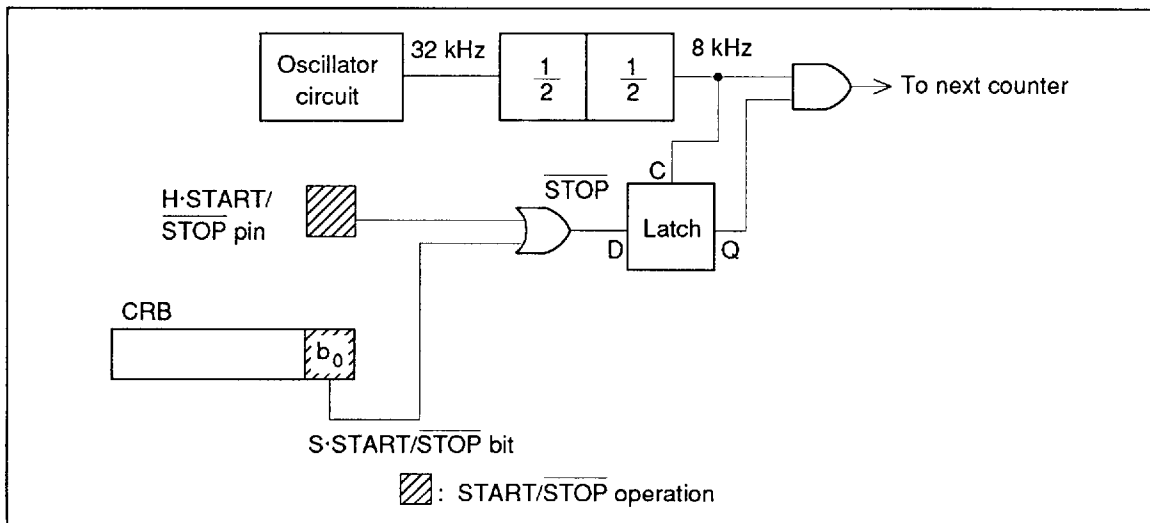 Oscillator
circuit
32 kHz
1
2
1
2
8 kHz
To next counter
H·START/
STOP pin
STOP
C
Latch
D
Q
CRB
b0
S·START/STOP bit
: START/STOP operation